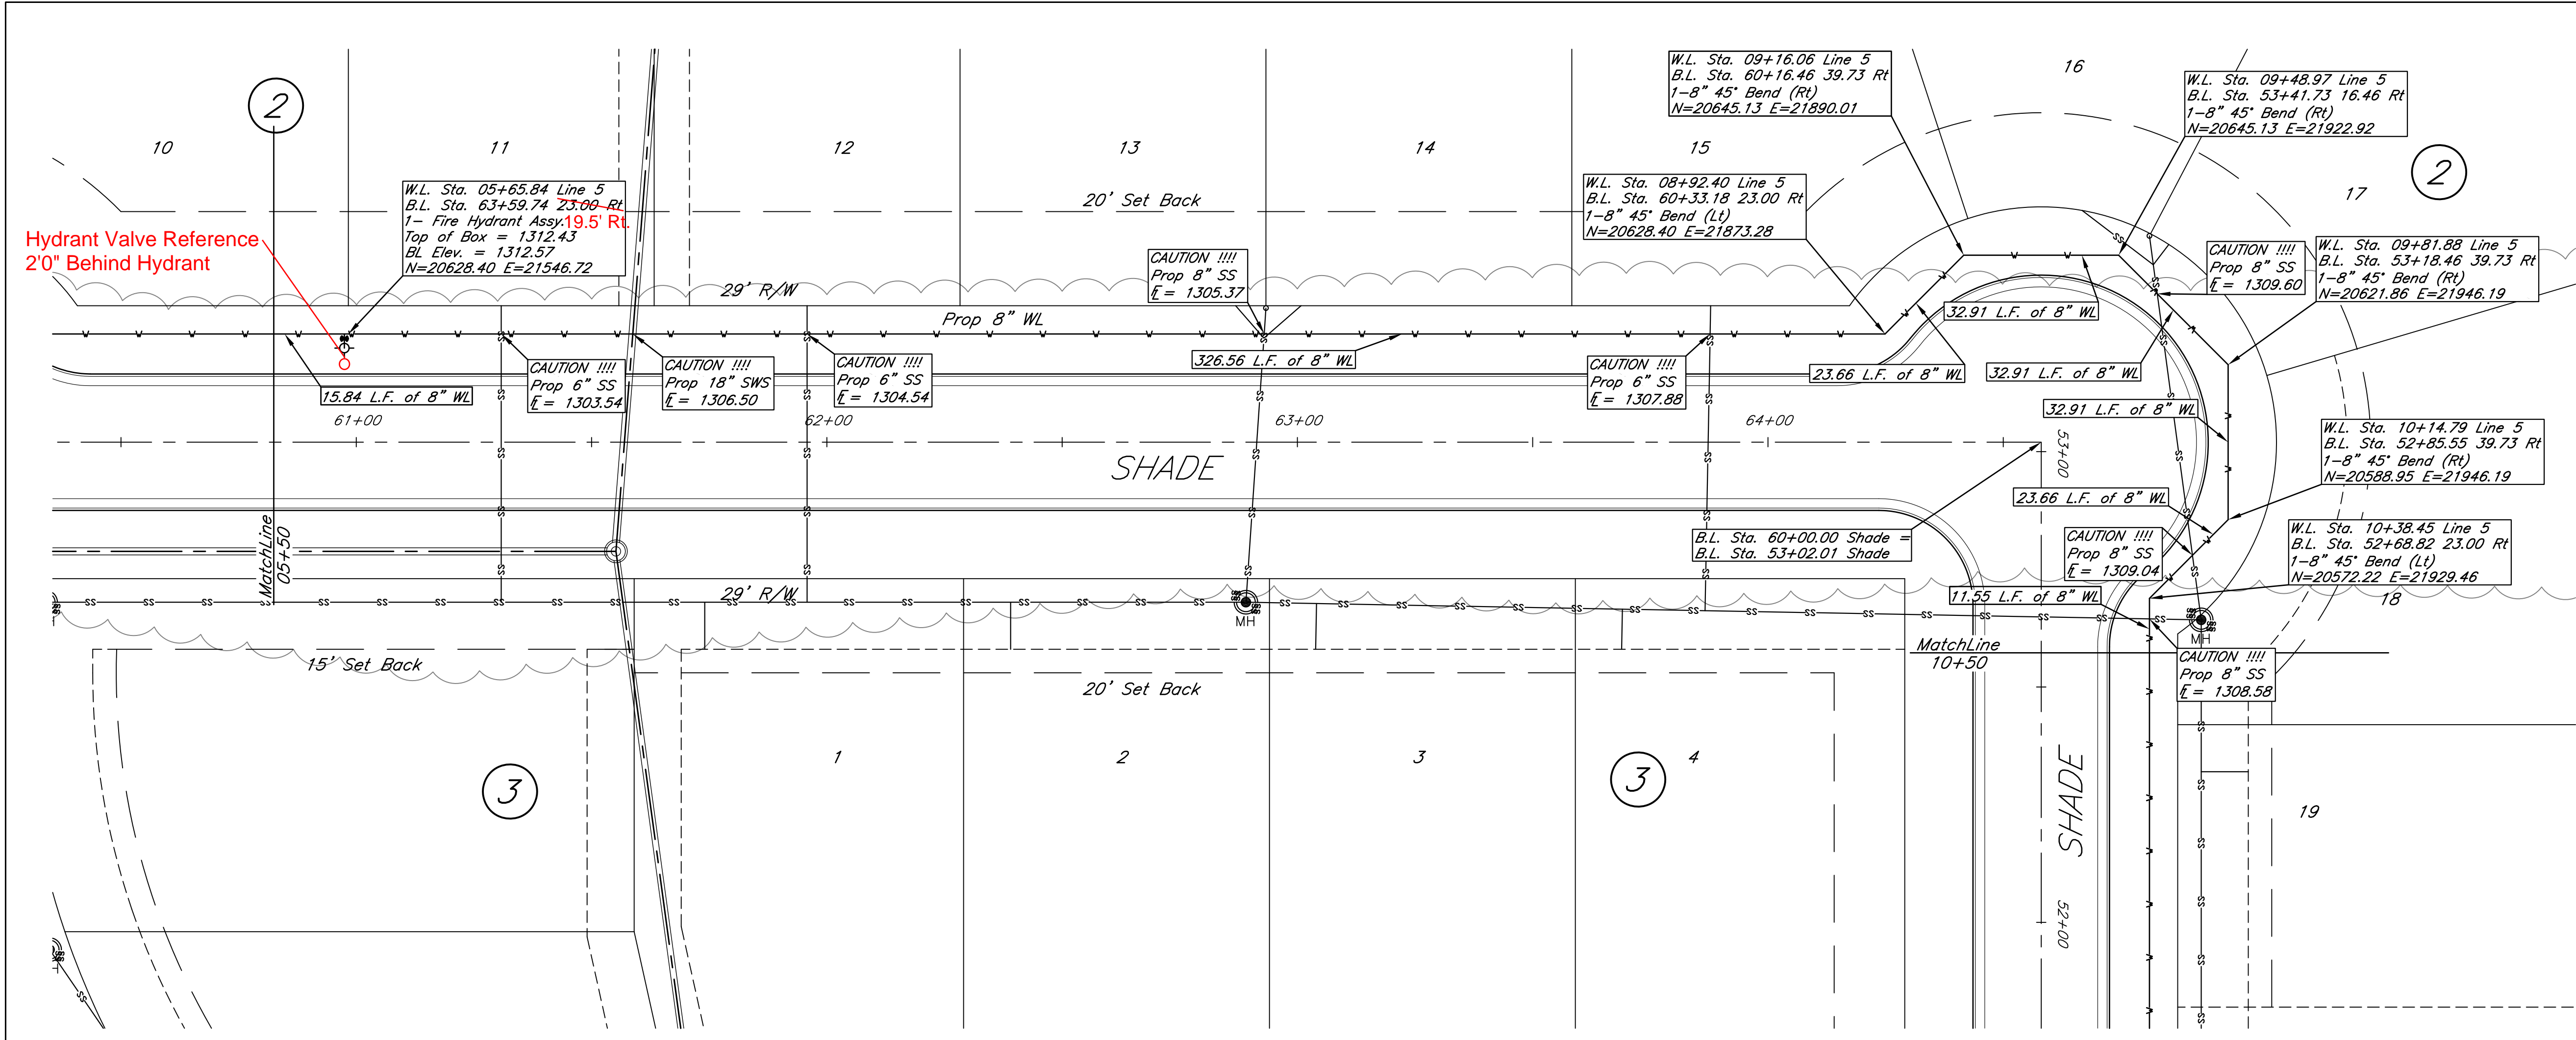 2
10
11
12
13
14
15
16
17
2
W.L. Sta. 05+65.84 Line 5
B.L. Sta. 63+59.74 23.00 Rt
1- Fire Hydrant Assy. 19.5' Rt.
Top of Box = 1312.43
BL Elev. = 1312.57
N=20628.40 E=21546.72
Hydrant Valve Reference
2'0" Behind Hydrant
20' Set Back
W.L. Sta. 09+16.06 Line 5
B.L. Sta. 60+16.46 39.73 Rt
1-8" 45° Bend (Rt)
N=20645.13 E=21890.01
W.L. Sta. 09+48.97 Line 5
B.L. Sta. 53+41.73 16.46 Rt
1-8" 45° Bend (Rt)
N=20645.13 E=21922.92
W.L. Sta. 08+92.40 Line 5
B.L. Sta. 60+33.18 23.00 Rt
1-8" 45° Bend (Lt)
N=20628.40 E=21873.28
CAUTION !!!!
Prop 8" SS
FL = 1305.37
CAUTION !!!!
Prop 8" SS
FL = 1309.60
W.L. Sta. 09+81.88 Line 5
B.L. Sta. 53+18.46 39.73 Rt
1-8" 45° Bend (Rt)
N=20621.86 E=21946.19
29' R/W
Prop 8" WL
32.91 L.F. of 8" WL
326.56 L.F. of 8" WL
23.66 L.F. of 8" WL
32.91 L.F. of 8" WL
15.84 L.F. of 8" WL
CAUTION !!!!
Prop 6" SS
FL = 1303.54
CAUTION !!!!
Prop 18" SWS
FL = 1306.50
CAUTION !!!!
Prop 6" SS
FL = 1304.54
CAUTION !!!!
Prop 6" SS
FL = 1307.88
61+00
62+00
63+00
64+00
53+00
32.91 L.F. of 8" WL
W.L. Sta. 10+14.79 Line 5
B.L. Sta. 52+85.55 39.73 Rt
1-8" 45° Bend (Rt)
N=20588.95 E=21946.19
SHADE
23.66 L.F. of 8" WL
B.L. Sta. 60+00.00 Shade =
B.L. Sta. 53+02.01 Shade
CAUTION !!!!
Prop 8" SS
FL = 1309.04
W.L. Sta. 10+38.45 Line 5
B.L. Sta. 52+68.82 23.00 Rt
1-8" 45° Bend (Lt)
N=20572.22 E=21929.46
MatchLine
05+50
29' R/W
11.55 L.F. of 8" WL
18
MH
MH
MatchLine
10+50
CAUTION !!!!
Prop 8" SS
FL = 1308.58
15' Set Back
20' Set Back
3
1
2
3
3
4
SHADE
19
52+00